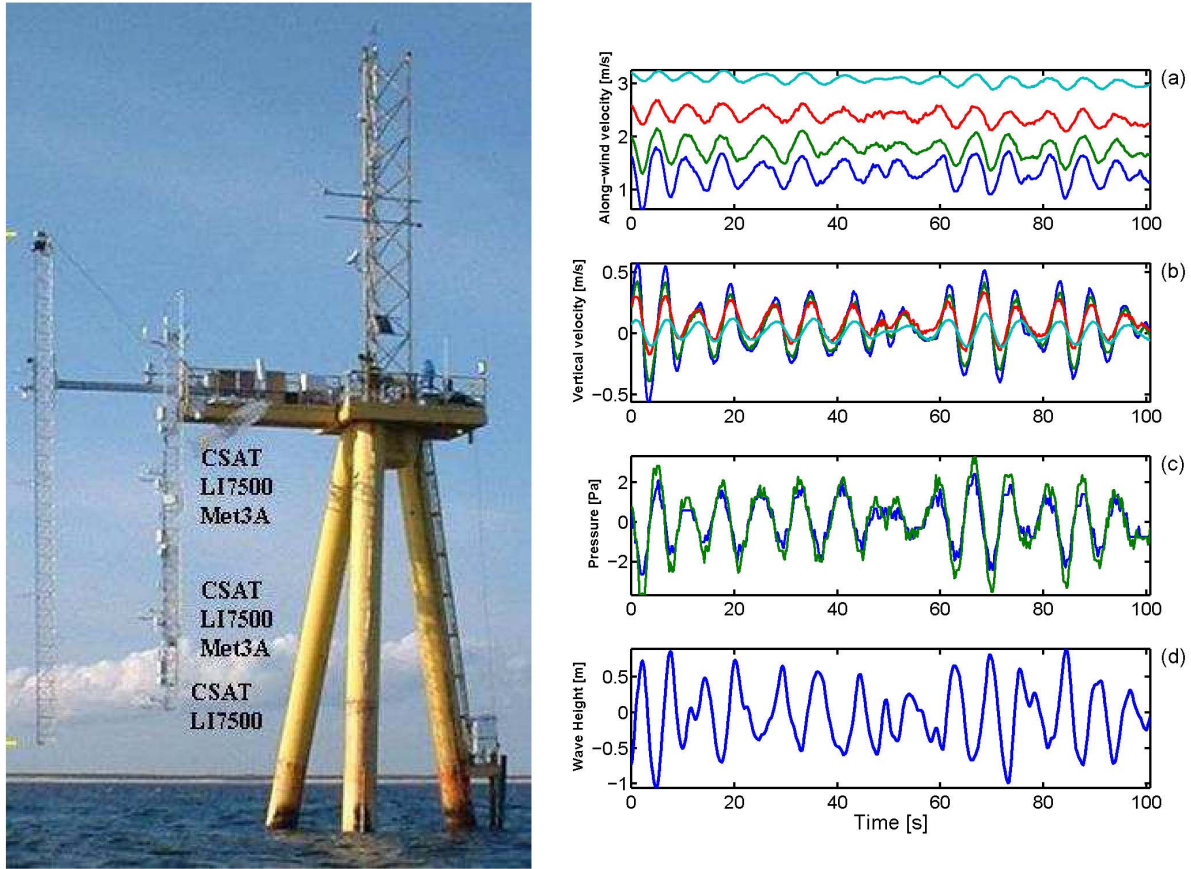 CSAT
LI7500
Met3A
CSAT
LI7500
Met3A
CSAT
LI7500
Along-wind velocity [m/s]
3
2
1
0 20 40 60 80 100
(a)
Vertical velocity [m/s]
0.5
0
-0.5
0 20 40 60 80 100
(b)
Pressure [Pa]
2
0
-2
0 20 40 60 80 100
(c)
Wave Height [m]
0.5
0
-0.5
-1
0 20 40 60 80 100
(d)
Time [s]